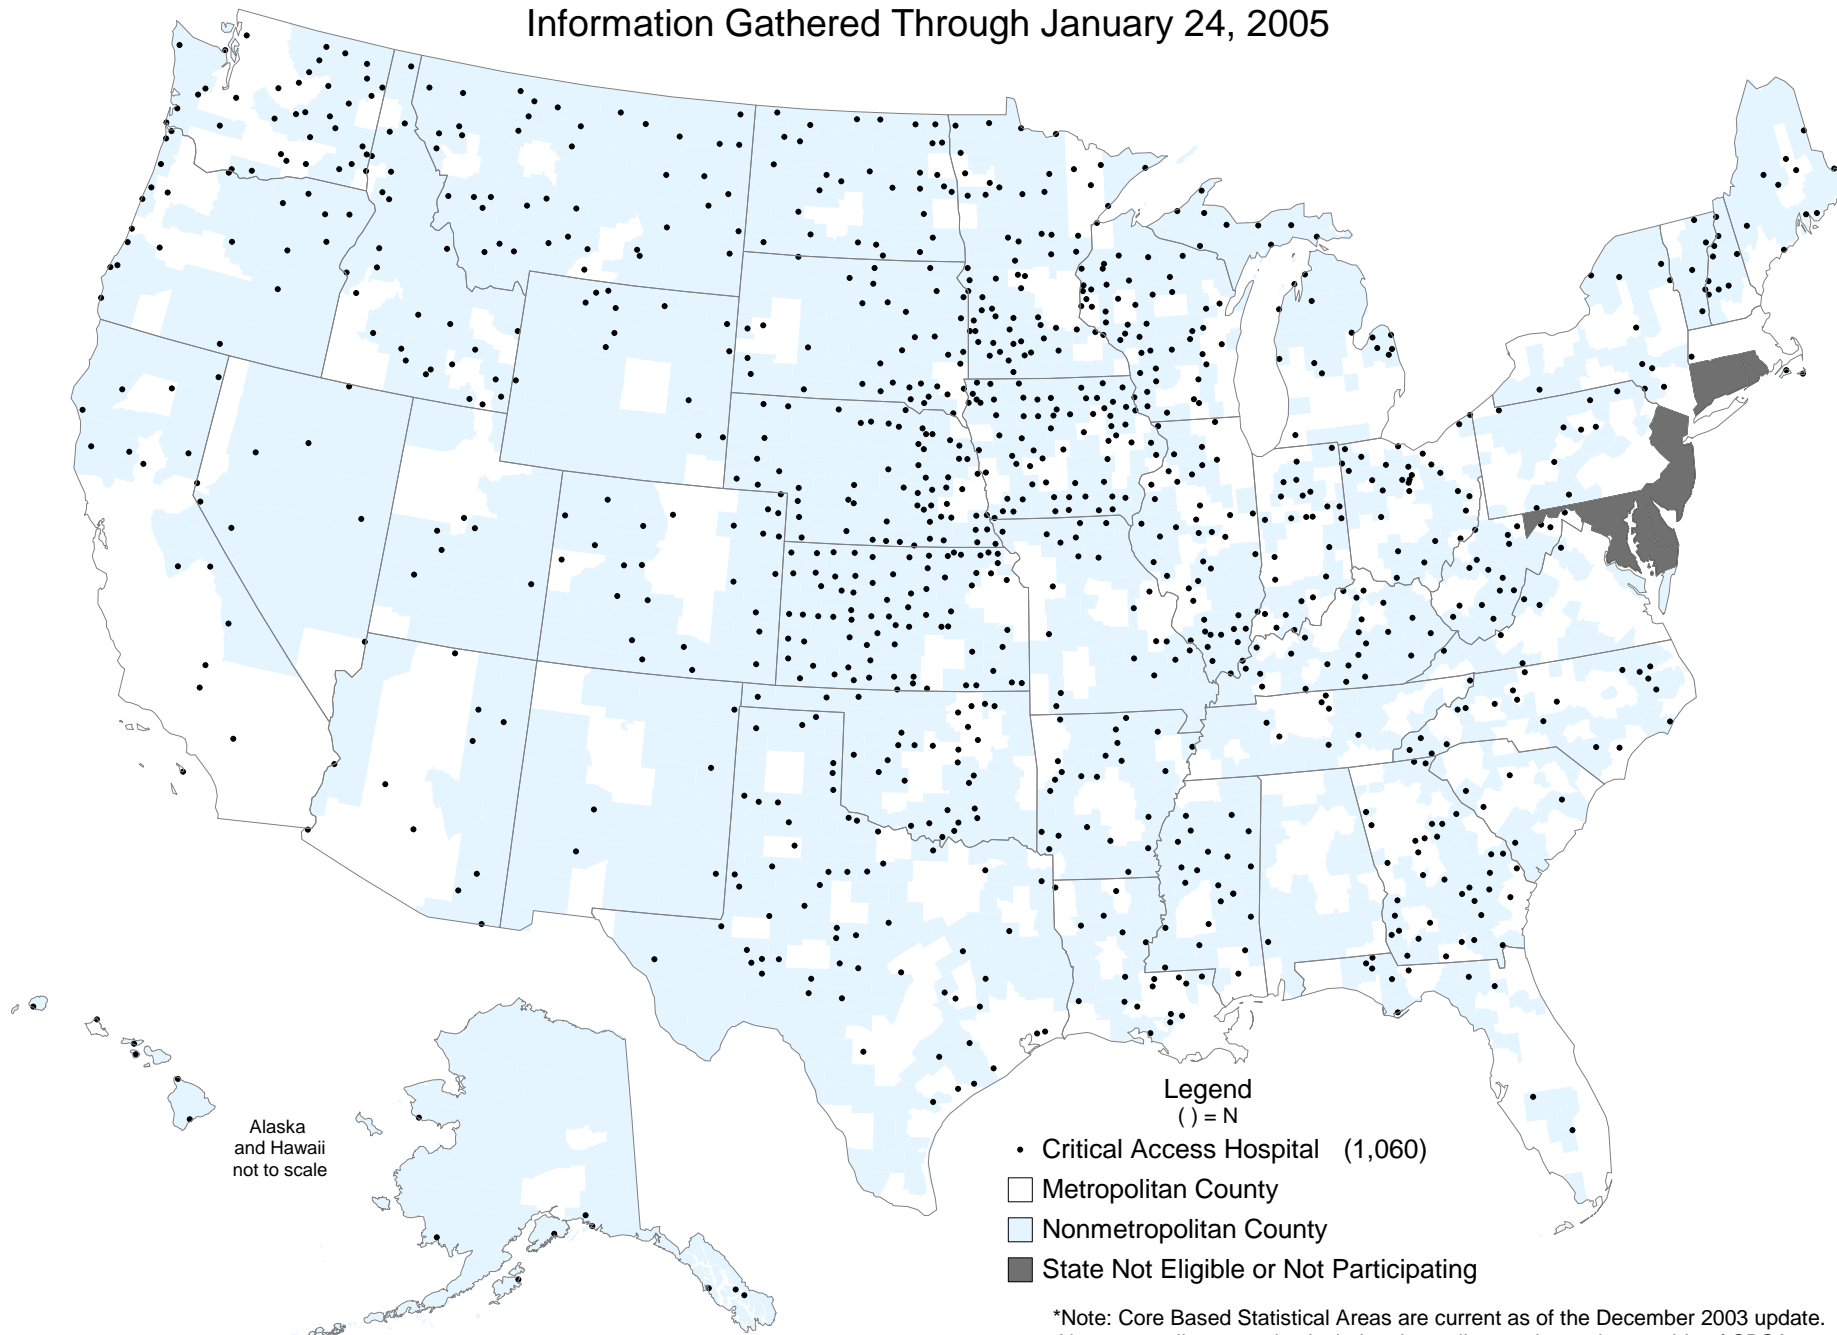 Information Gathered Through January 24, 2005
Alaska
and Hawaii
not to scale
Legend
( ) = N
Critical Access Hospital (1,060)
Metropolitan County
Nonmetropolitan County
State Not Eligible or Not Participating
*Note: Core Based Statistical Areas are current as of the December 2003 update.